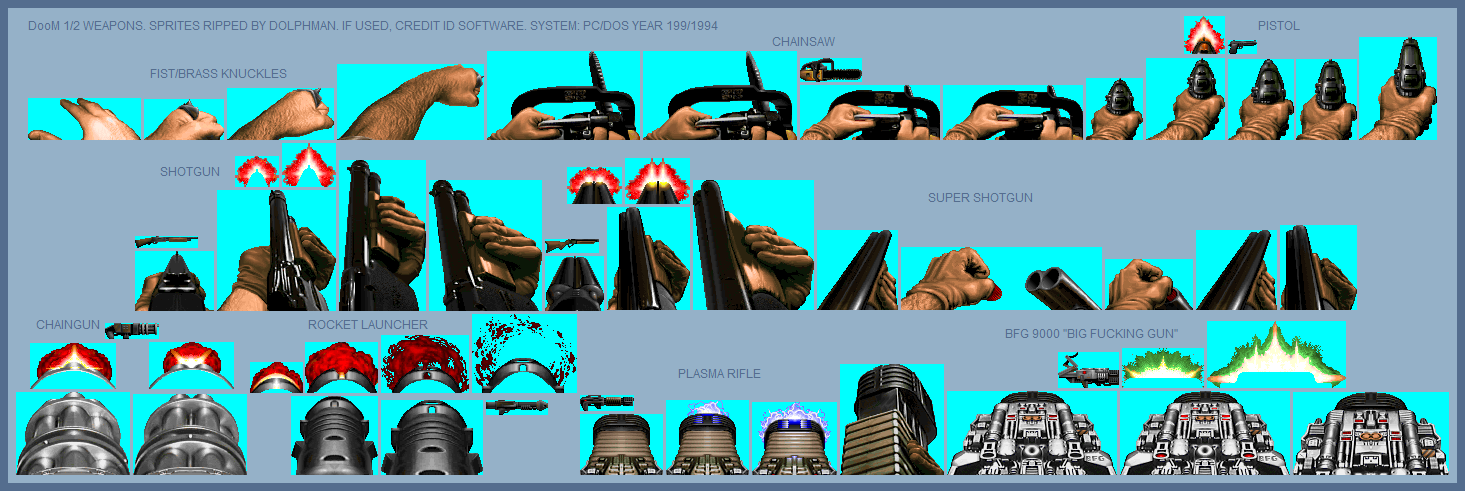 DooM 1/2 WEAPONS. SPRITES RIPPED BY DOLPHMAN. IF USED, CREDIT ID SOFTWARE. SYSTEM: PC/DOS YEAR 199/1994
PISTOL
CHAINSAW
FIST/BRASS KNUCKLES
SHOTGUN
SUPER SHOTGUN
CHAINGUN
ROCKET LAUNCHER
BFG 9000 "BIG FUCKING GUN"
PLASMA RIFLE
BFG
BFG